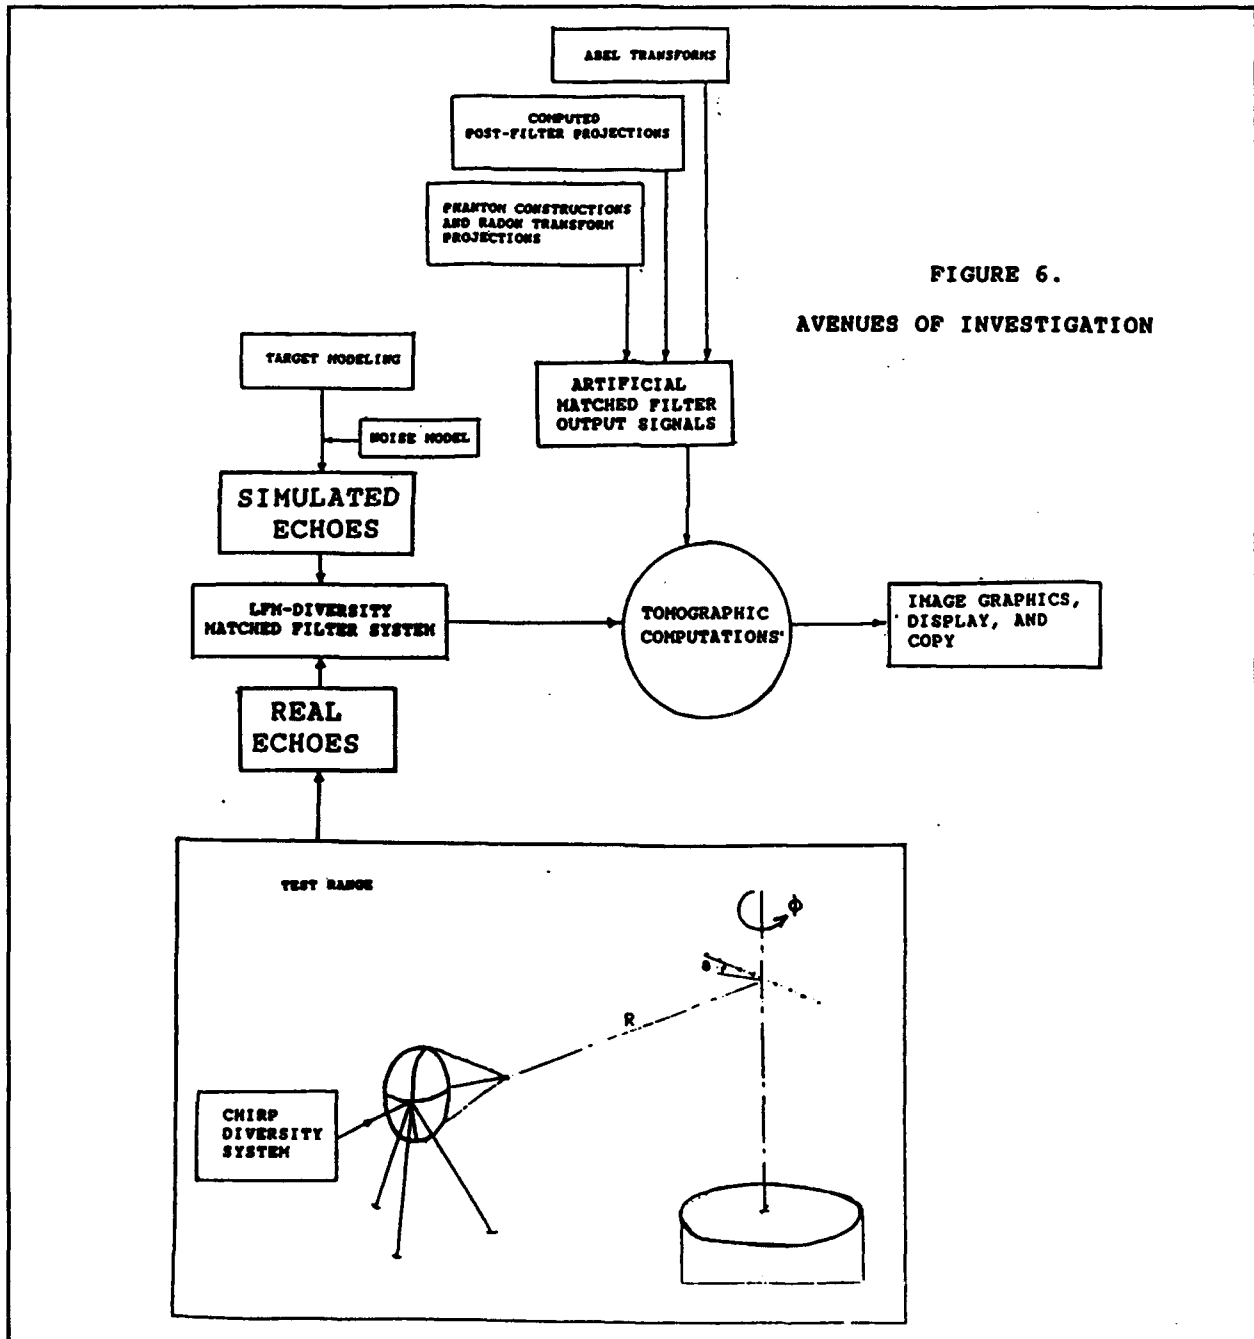 ABEL TRANSFORMS
COMPUTED
POST-FILTER PROJECTIONS
PHANTOM CONSTRUCTIONS
AND RADON TRANSFORM
PROJECTIONS
FIGURE 6.
AVENUES OF INVESTIGATION
TARGET MODELING
NOISE MODEL
ARTIFICIAL
MATCHED FILTER
OUTPUT SIGNALS
SIMULATED
ECHOES
LFM-DIVERSITY
MATCHED FILTER SYSTEM
TOMOGRAPHIC
COMPUTATIONS
IMAGE GRAPHICS,
DISPLAY, AND
COPY
REAL
ECHOES
TEST RANGE
ϕ
R
CHIRP
DIVERSITY
SYSTEM